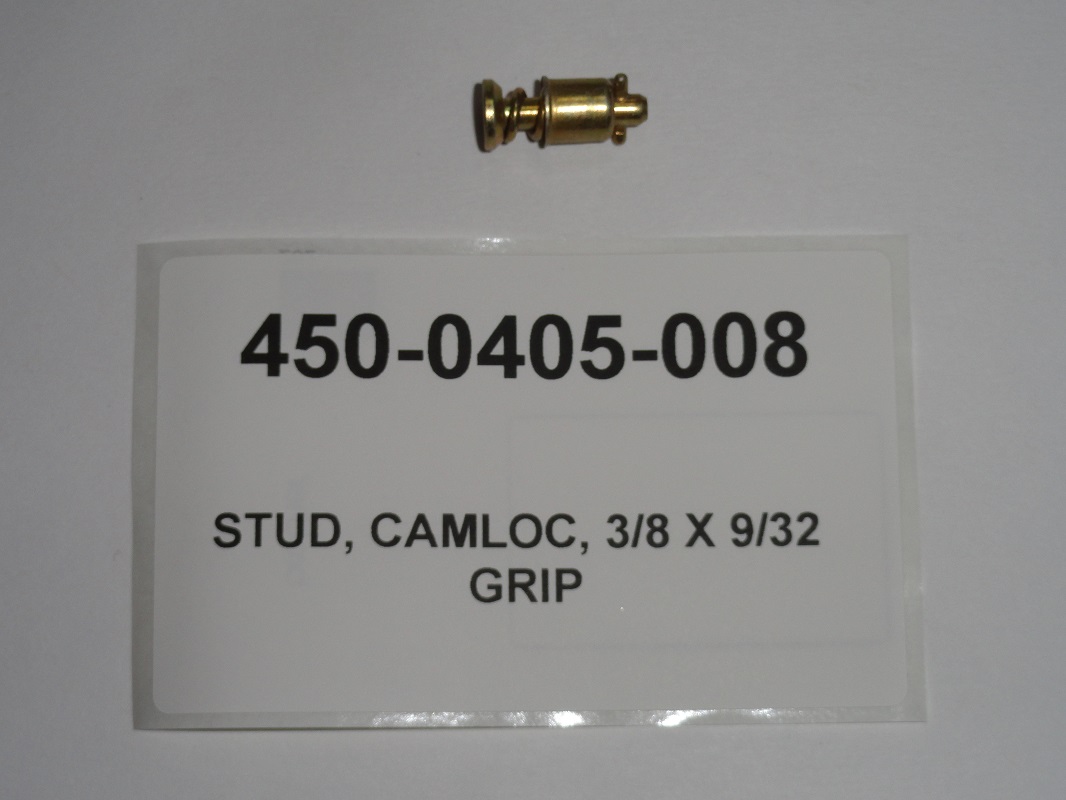 450-0405-008
STUD, CAMLOC, 3/8 X 9/32
GRIP